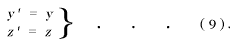 y' = y
z' = z } . . . (9).